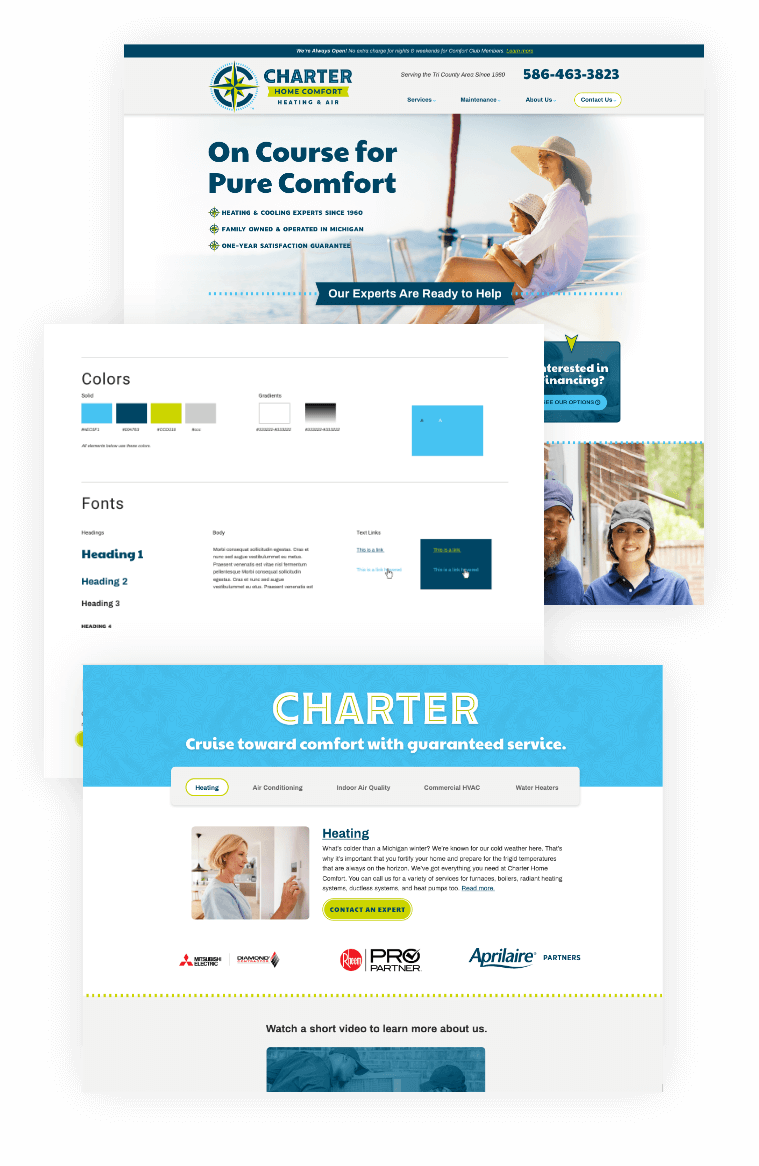 We're Always Open! No extra charge for nights & weekends for Comfort Club Members. Learn more
CHARTER
HOME COMFORT
HEATING & AIR
Serving the Tri County Area Since 1960
586-463-3823
Services
Maintenance
About Us
Contact Us
On Course for
Pure Comfort
HEATING & COOLING EXPERTS SINCE 1960
FAMILY OWNED & OPERATED IN MICHIGAN
ONE-YEAR SATISFACTION GUARANTEE
Our Experts Are Ready to Help
nterested in
inancing?
EE OUR OPTIONS
Colors
Solid
Gradients
#ccc
All elements below use these colors.
Fonts
Headings
Body
Text Links
Heading 1
Heading 2
Heading 3
HEADING 4
Morbi consequat sollicitudin egestas. Cras et
nunc sed augue vestibulummet eu metus.
Praesent venenatis est vitae nisl fermentum
pellentesque Morbi consequat sollicitudin
egestas. Cras et nunc sed augue
vestibulummet eu etus. Praesent venenatis est
This is a link
This is a link
This is a link
This is a link
CHARTER
Cruise toward comfort with guaranteed service.
Heating
Air Conditioning
Indoor Air Quality
Commercial HVAC
Water Heaters
Heating
What's colder than a Michigan winter? We're known for our cold weather here. That's
why it's important that you fortify your home and prepare for the frigid temperatures
that are always on the horizon. We've got everything you need at Charter Home
Comfort. You can call us for a variety of services for furnaces, boilers, radiant heating
systems, ductless systems, and heat pumps too. Read more.
CONTACT AN EXPERT
MITSUBISHI
ELECTRIC
DIAMOND
CONTRACTOR
Rheem
PRO
PARTNER
Aprilaire
PARTNERS
Watch a short video to learn more about us.